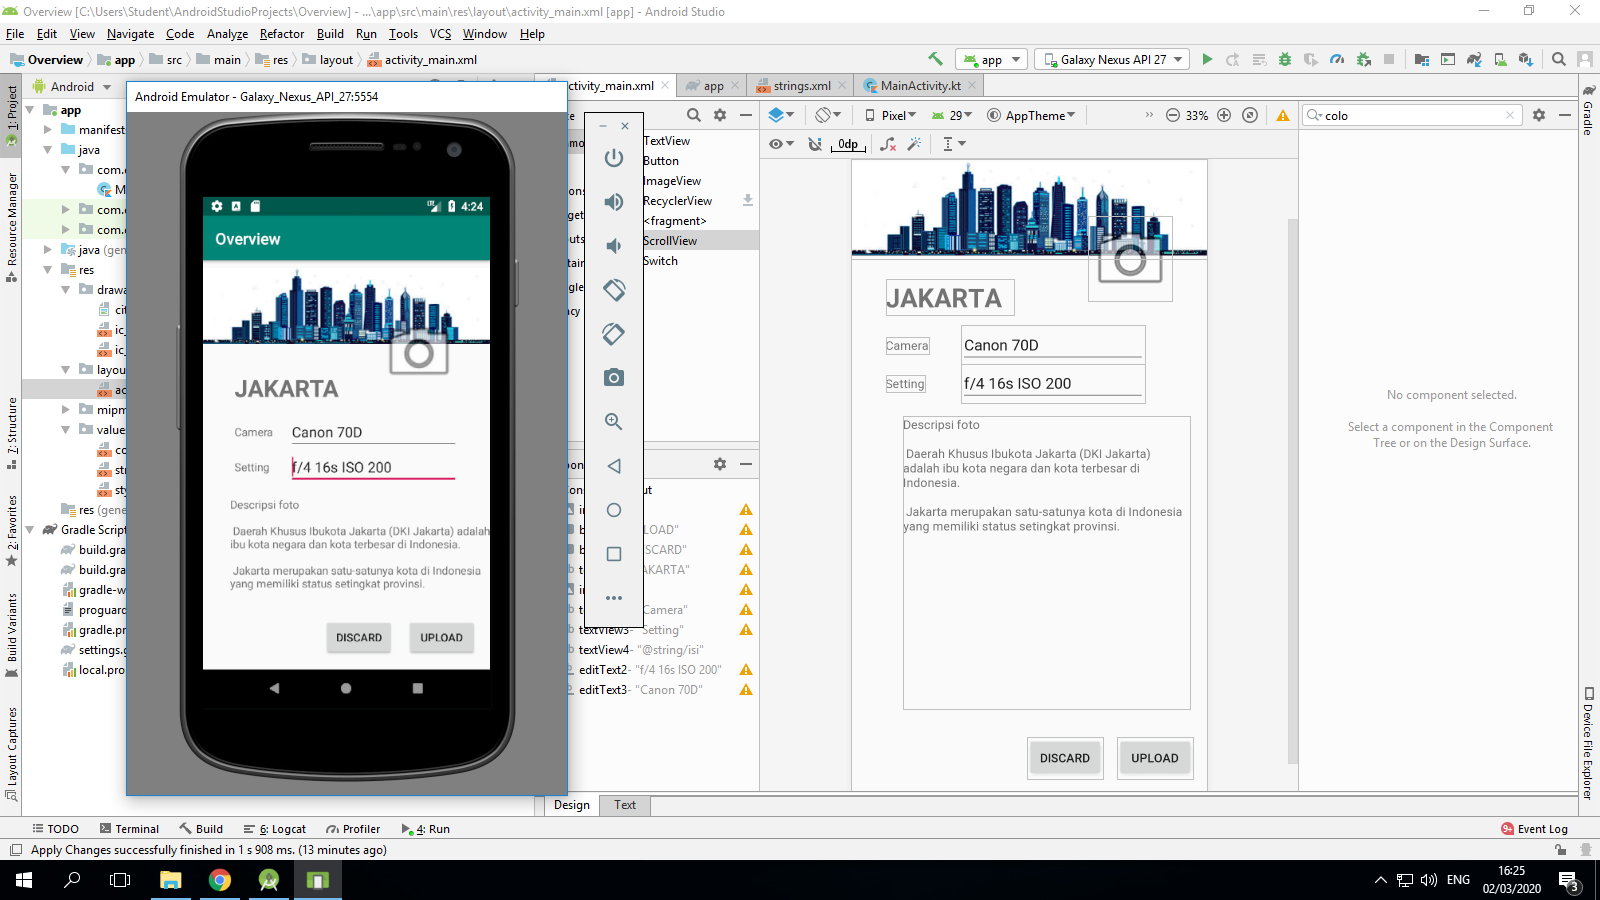 Overview [C:\Users\Student\AndroidStudioProjects\Overview] - ...\app\src\main\res\layout\activity_main.xml [app] - Android Studio
File Edit View Navigate Code Analyze Refactor Build Run Tools VCS Window Help
Overview app src main res layout activity_main.xml
app Galaxy Nexus API 27
Android
Android Emulator - Galaxy_Nexus_API_27:5554
activity_main.xml app strings.xml MainActivity.kt
Pixel 29 AppTheme 33% colo
0dp
1: Project
Resource Manager
7: Structure
2: Favorites
Build Variants
Layout Captures
app
manifest
java
com.
M
com.
com.
java (gen
res
drawa
cit
ic_
ic_
layou
ac
mipm
values
co
str
sty
res (gene
Gradle Script
build.gra
build.gra
gradle-w
proguard
gradle.pr
settings.g
local.pro
4:24
Overview
JAKARTA
Camera Canon 70D
Setting f/4 16s ISO 200
Descripsi foto
Daerah Khusus Ibukota Jakarta (DKI Jakarta) adalah
ibu kota negara dan kota terbesar di Indonesia.
Jakarta merupakan satu-satunya kota di Indonesia
yang memiliki status setingkat provinsi.
DISCARD UPLOAD
TextView
Button
ImageView
RecyclerView
<fragment>
ScrollView
Switch
LOAD"
SCARD"
AKARTA"
Camera"
textView3- "Setting"
textView4- "@string/isi
editText2- "f/4 16s ISO 200"
editText3- "Canon 70D"
JAKARTA
Camera Canon 70D
Setting f/4 16s ISO 200
Descripsi foto
Daerah Khusus Ibukota Jakarta (DKI Jakarta)
adalah ibu kota negara dan kota terbesar di
Indonesia.
Jakarta merupakan satu-satunya kota di Indonesia
yang memiliki status setingkat provinsi.
DISCARD UPLOAD
No component selected.
Select a component in the Component
Tree or on the Design Surface.
Gradle
Device File Explorer
Design Text
TODO Terminal Build 6: Logcat Profiler 4: Run 9+ Event Log
Apply Changes successfully finished in 1 s 908 ms. (13 minutes ago)
ENG 16:25
02/03/2020 3